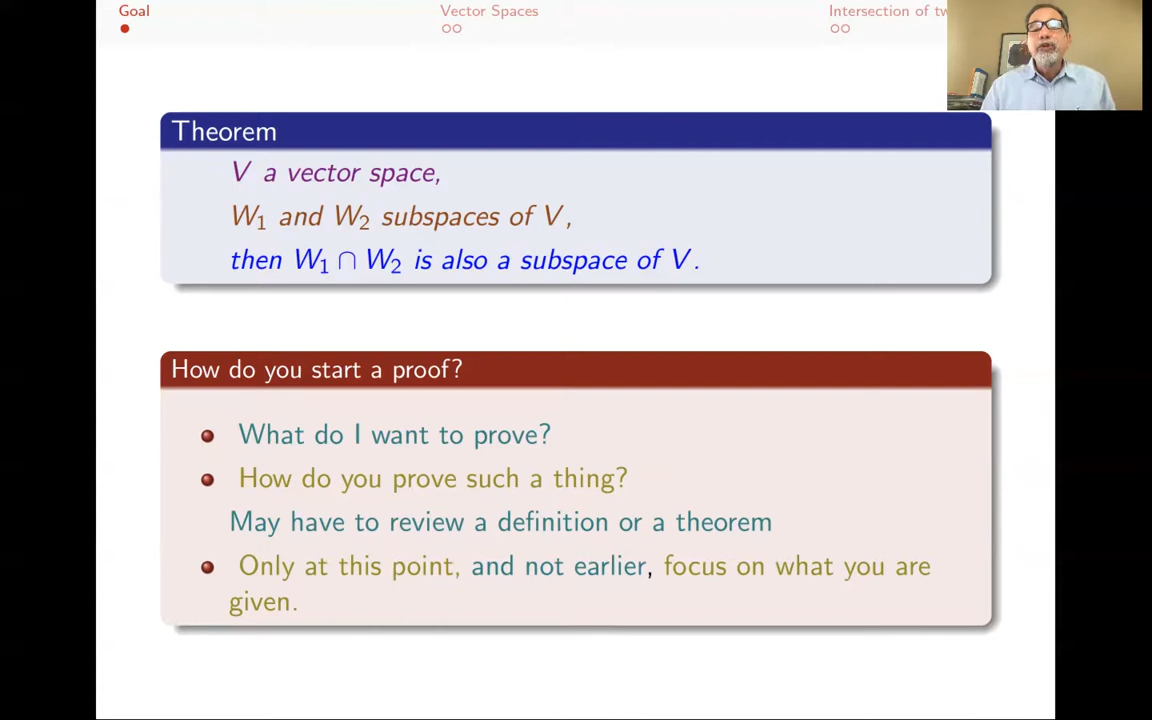 Goal
Vector Spaces
Intersection of
Theorem
V a vector space,
W₁ and W₂ subspaces of V,
then W₁ ∩ W₂ is also a subspace of V.
How do you start a proof?
What do I want to prove?
How do you prove such a thing?
May have to review a definition or a theorem
Only at this point, and not earlier, focus on what you are
given.